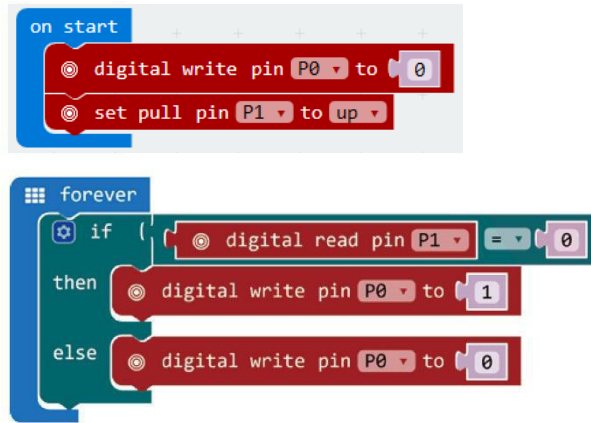 on start
digital write pin P0 to 0
set pull pin P1 to up
forever
if digital read pin P1 = 0
then digital write pin P0 to 1
else digital write pin P0 to 0